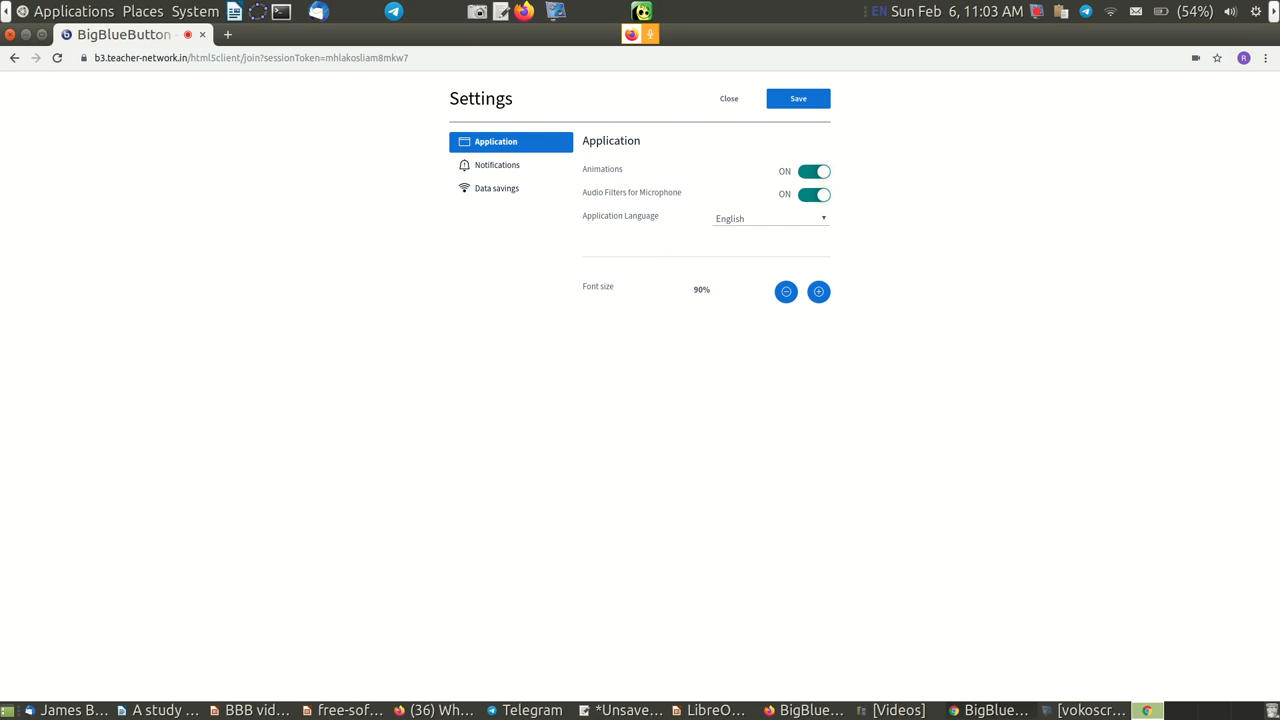 Applications Places System EN Sun Feb 6, 11:03 AM (54%)
BigBlueButton -
b3.teacher-network.in/html5client/join?sessionToken=mhlakosliam8mkw7 R
Settings Close Save
Application
Notifications
Data savings
Application
Animations ON
Audio Filters for Microphone ON
Application Language English
Font size 90%
James B... A study ... BBB vid... free-sof... (36) Wh... Telegram *Unsave... LibreO... BigBlue... [Videos] BigBlue... [vokoscr...